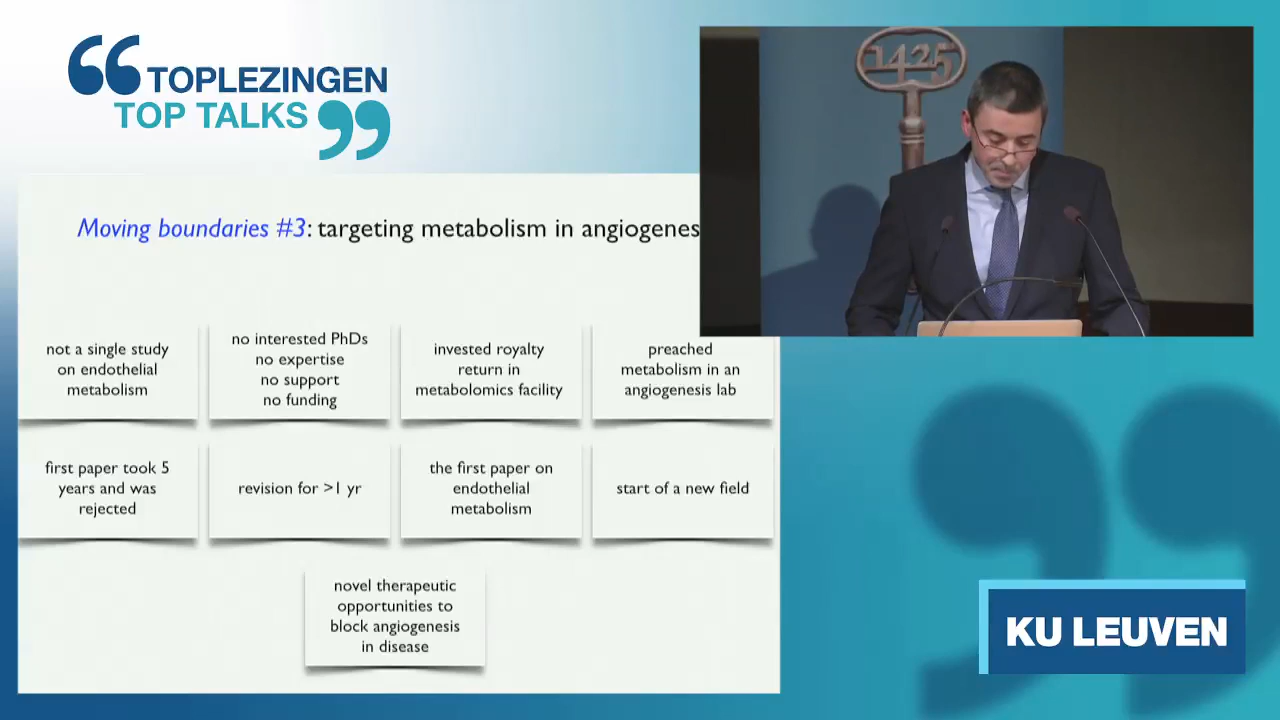 TOPLEZINGEN
TOP TALKS
1425
Moving boundaries #3: targeting metabolism in angiogenes
not a single study
on endothelial
metabolism
no interested PhDs
no expertise
no support
no funding
invested royalty
return in
metabolomics facility
preached
metabolism in an
angiogenesis lab
first paper took 5
years and was
rejected
revision for >1 yr
the first paper on
endothelial
metabolism
start of a new field
novel therapeutic
opportunities to
block angiogenesis
in disease
KU LEUVEN